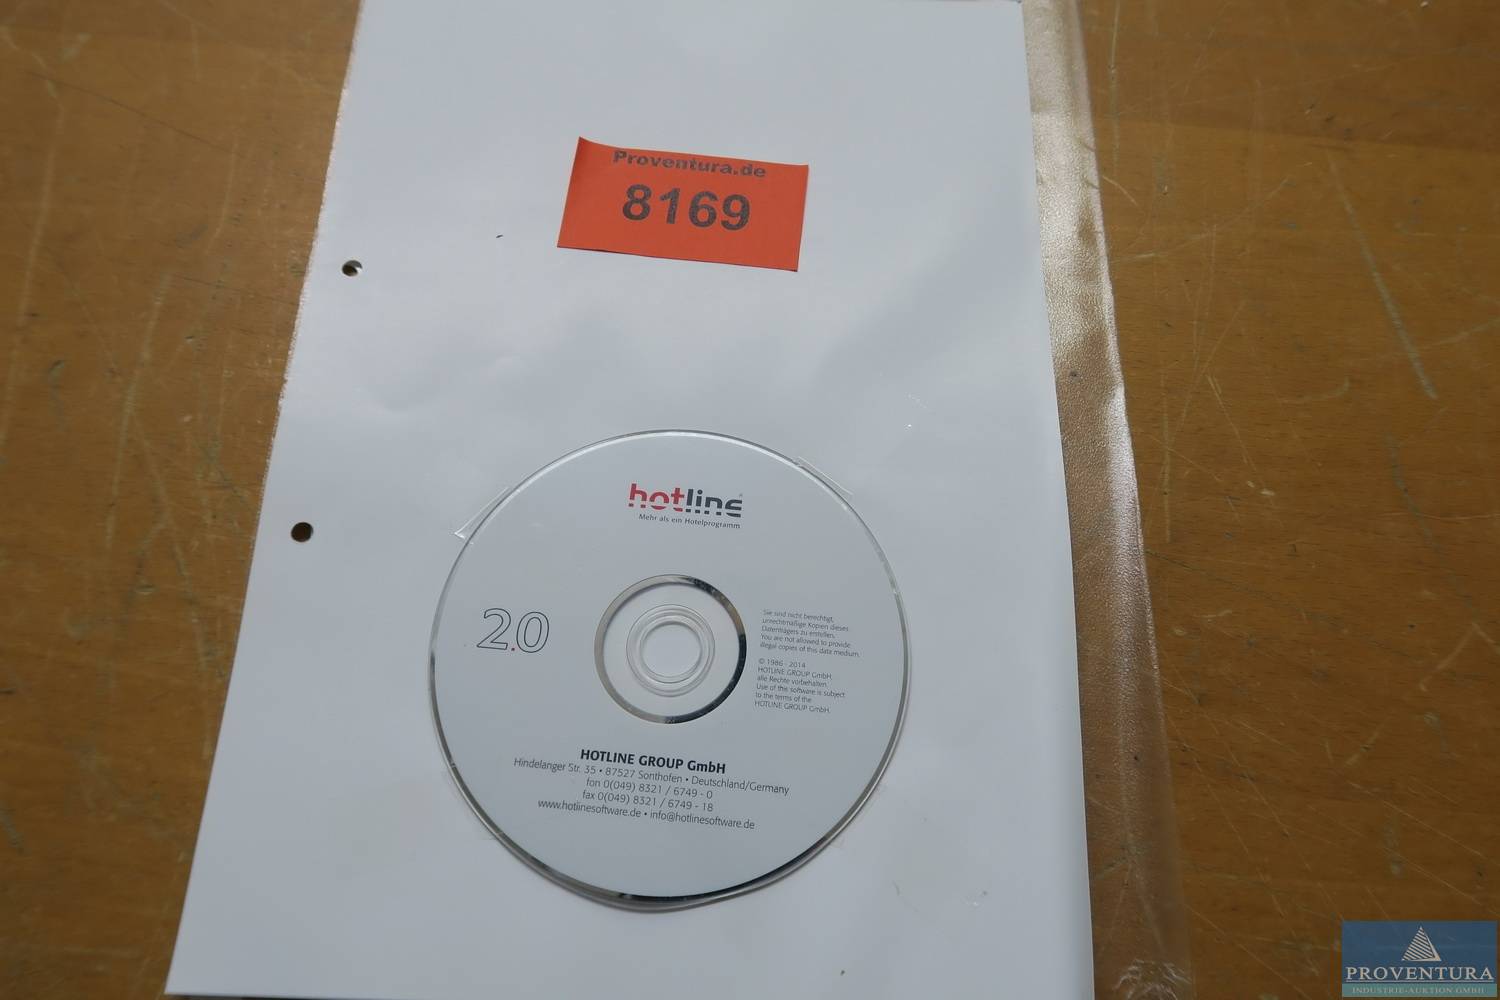 Proventura.de
8169
hotline
Mehr als ein Hotelprogramm
2.0
Sie sind nicht berechtigt,
unrechtmäßige Kopien dieses
Datenträgers zu erstellen.
You are not allowed to provide
illegal copies of this data medium.
© 1986 - 2014
HOTLINE GROUP GmbH,
alle Rechte vorbehalten.
Use of this software is subject
to the terms of the
HOTLINE GROUP GmbH.
HOTLINE GROUP GmbH
Hindelanger Str. 35 • 87527 Sonthofen • Deutschland/Germany
fon 0(049) 8321 / 6749 - 0
fax 0(049) 8321 / 6749 - 18
www.hotlinesoftware.de • info@hotlinesoftware.de
PROVENTURA
INDUSTRIE-AUKTION GMBH